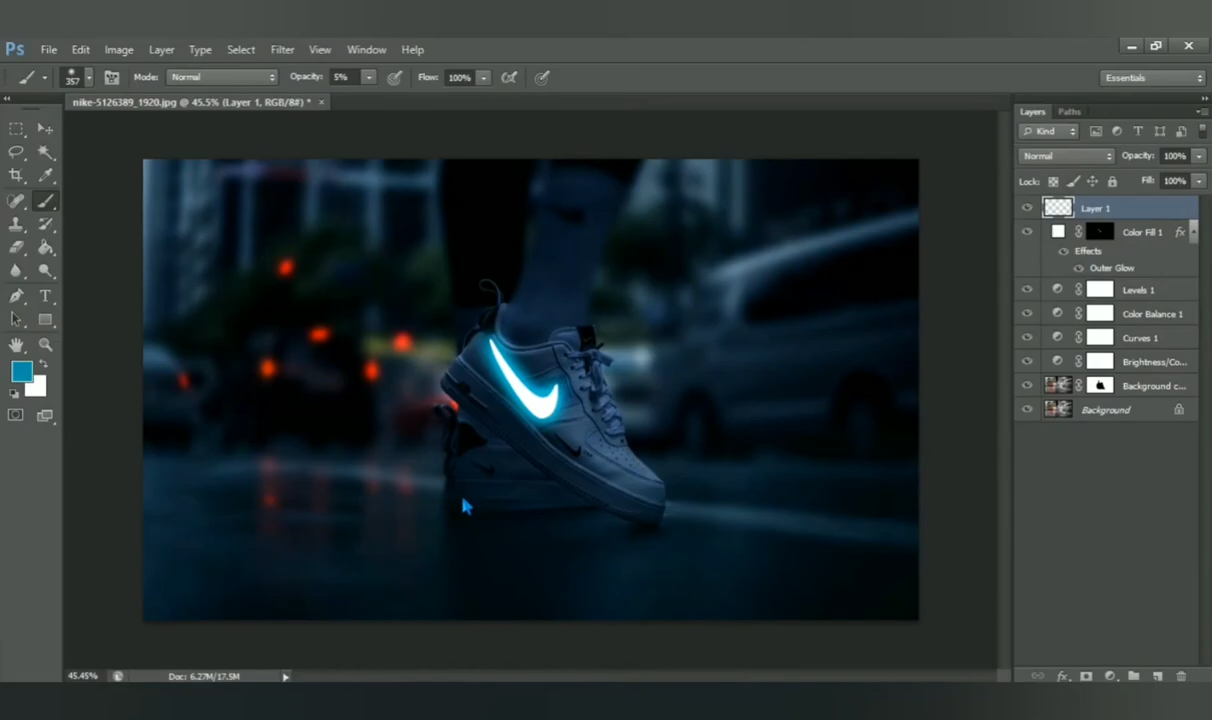 Ps File Edit Image Layer Type Select Filter View Window Help
357 Mode: Normal Opacity: 5% Flow: 100% Essentials
nike-5126389_1920.jpg @ 45.5% (Layer 1, RGB/8#) * ×
Layers Paths
Kind
Normal Opacity: 100%
Lock: Fill: 100%
Layer 1
Color Fill 1 fx
Effects
Outer Glow
Levels 1
Color Balance 1
Curves 1
Brightness/Co...
Background c...
Background
45.45% Doc: 6.27M/17.5M
fx